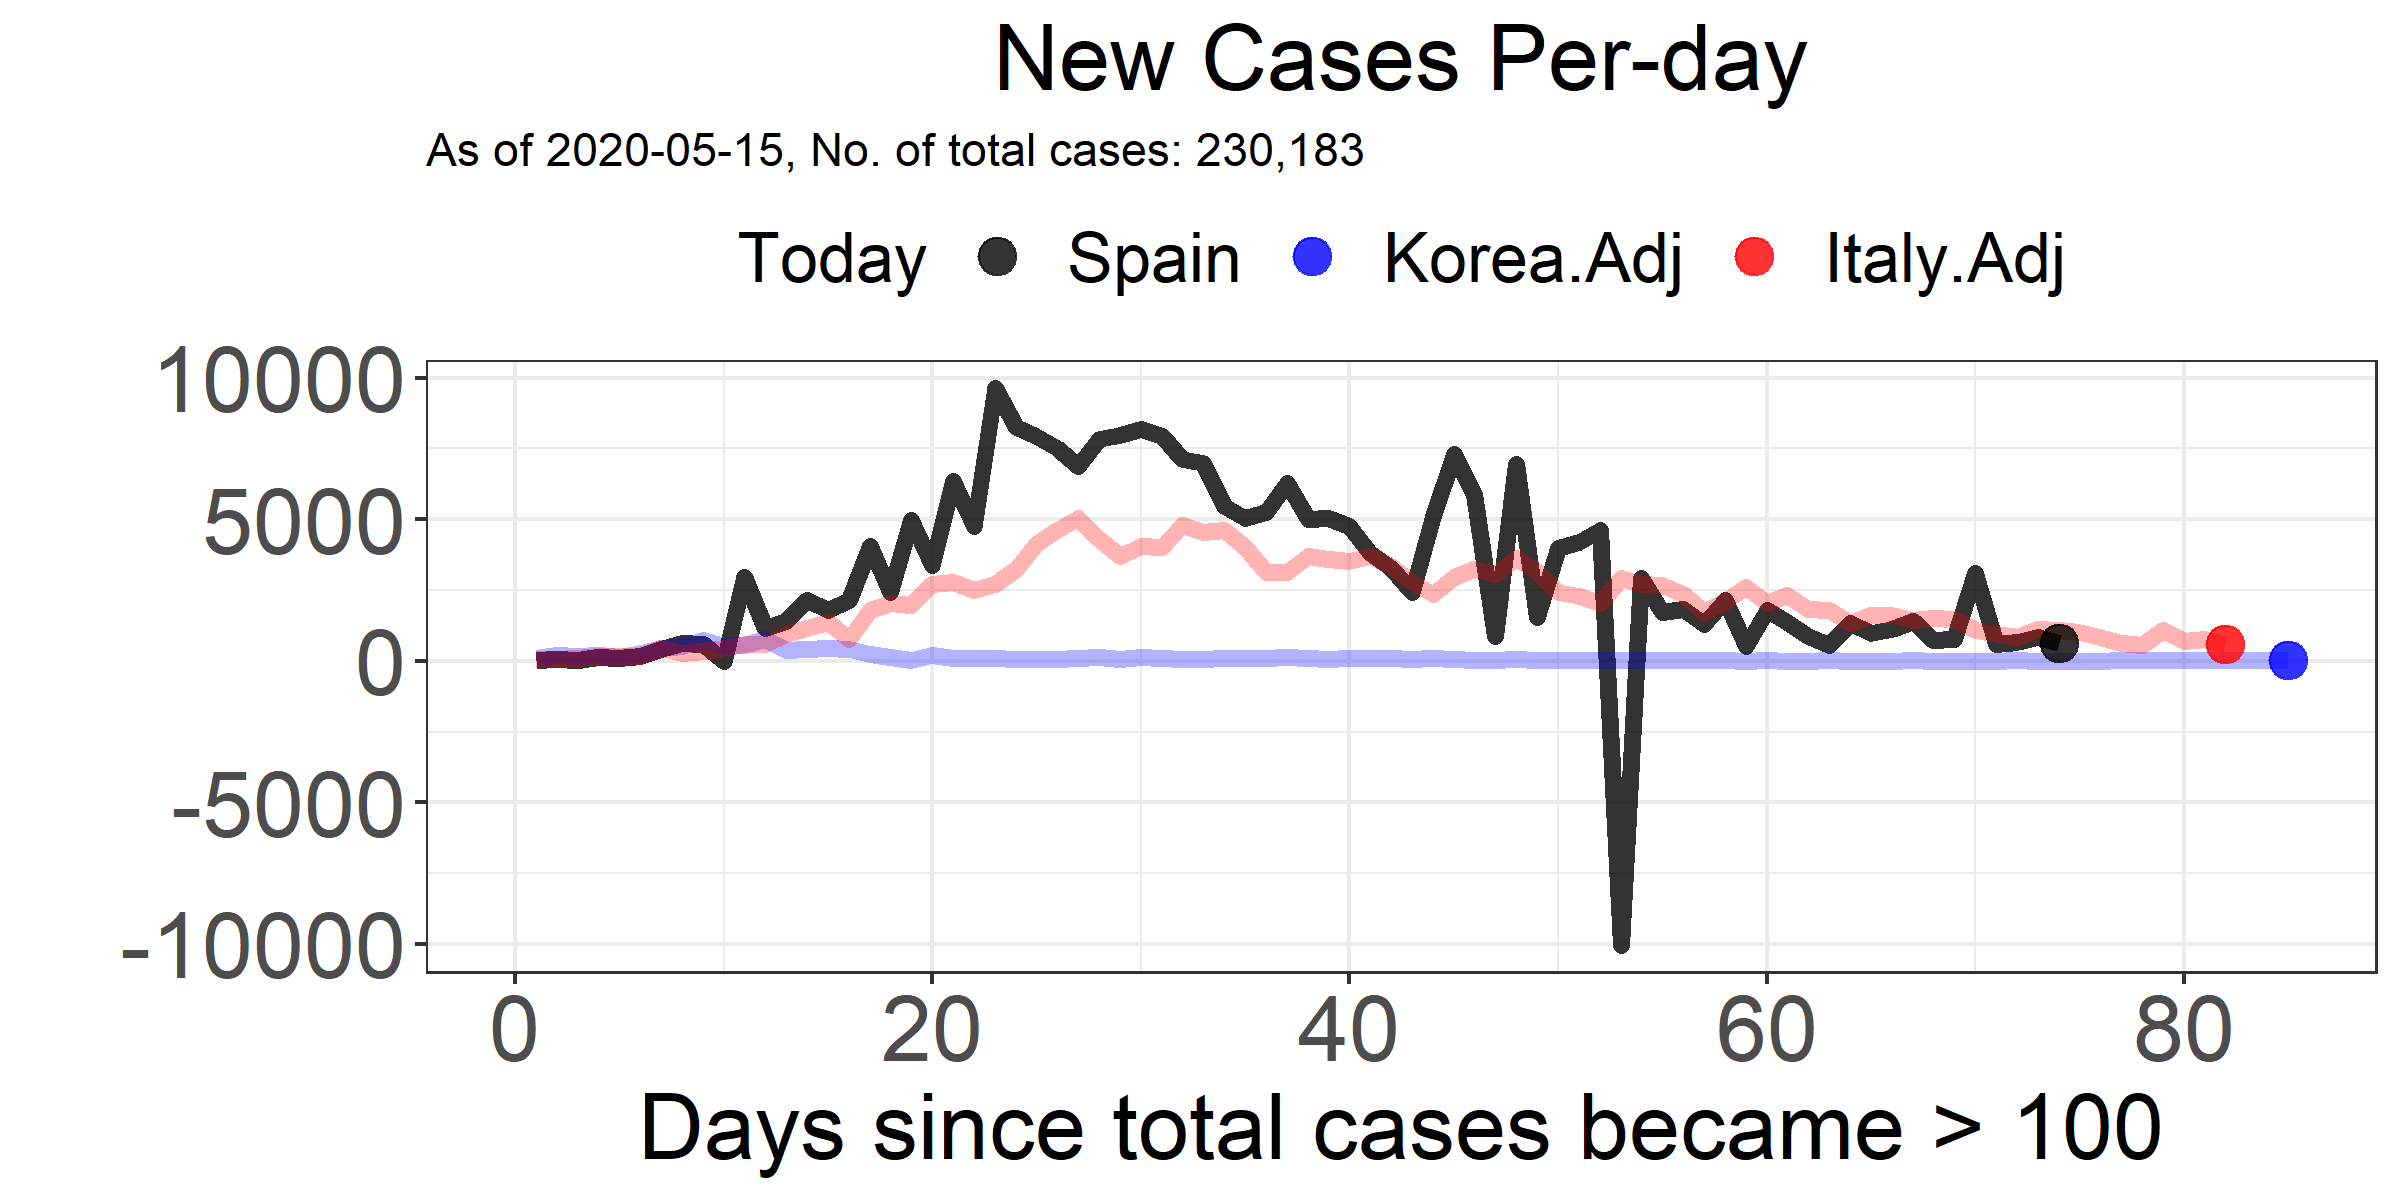 New Cases Per-day
As of 2020-05-15, No. of total cases: 230,183
Today Spain Korea.Adj Italy.Adj
10000
5000
0
-5000
-10000
0 20 40 60 80
Days since total cases became > 100